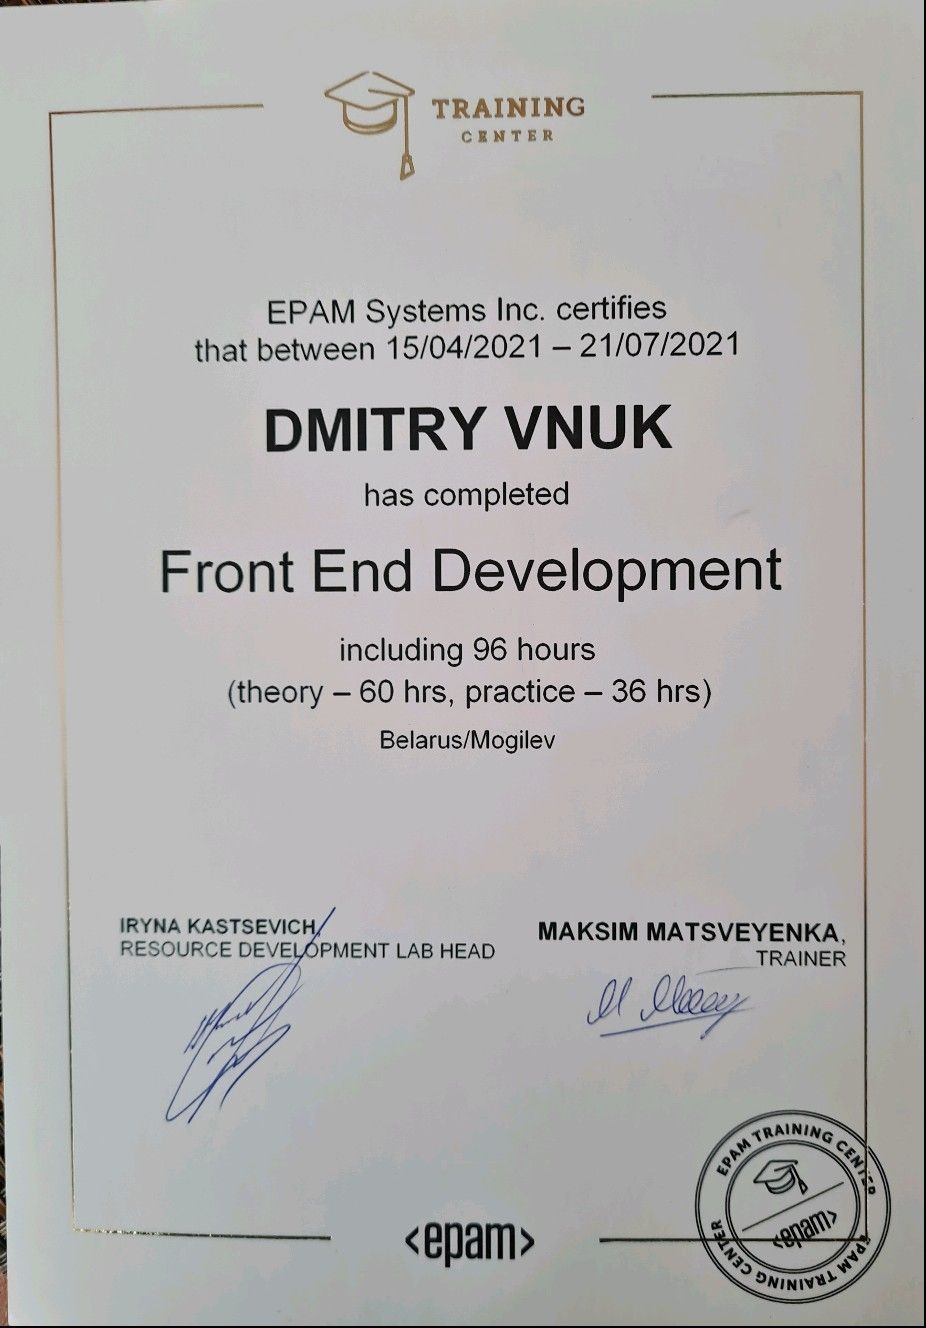 TRAINING
CENTER
EPAM Systems Inc. certifies
that between 15/04/2021 – 21/07/2021
DMITRY VNUK
has completed
Front End Development
including 96 hours
(theory – 60 hrs, practice – 36 hrs)
Belarus/Mogilev
IRYNA KASTSEVICH,
RESOURCE DEVELOPMENT LAB HEAD
MAKSIM MATSVEYENKA,
TRAINER
<epam>
EPAM TRAINING CENTER
<epam>
EPAM TRAINING CENTER